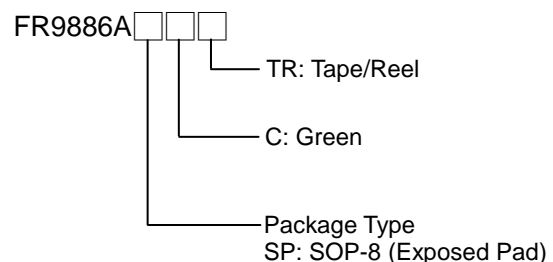 FR9886A
TR: Tape/Reel
C: Green
Package Type
SP: SOP-8 (Exposed Pad)